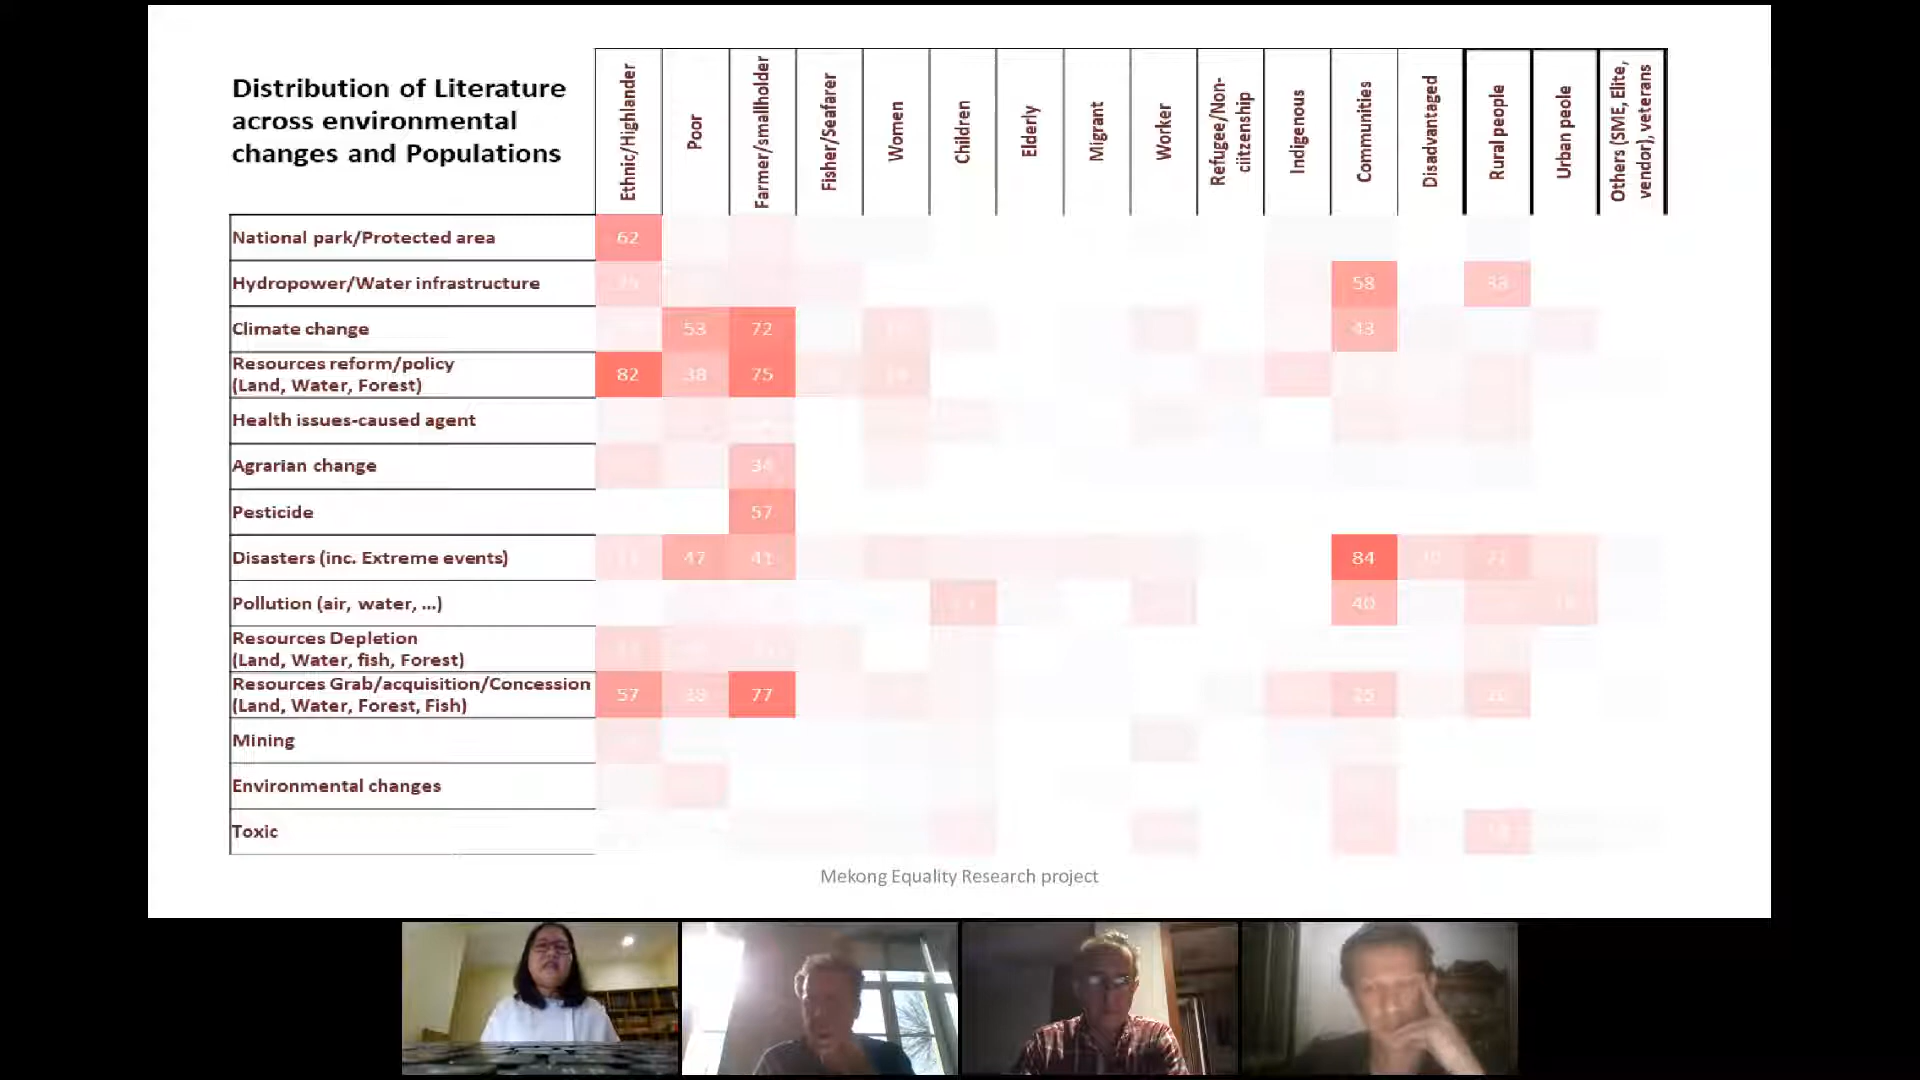 Distribution of Literature
across environmental
changes and Populations
Ethnic/Highlander
Poor
Farmer/smallholder
Fisher/Seafarer
Women
Children
Elderly
Migrant
Worker
Refugee/Non-
ciitzenship
Indigenous
Communities
Disadvantaged
Rural people
Urban peole
Others (SME, Elite,
vendor), veterans
National park/Protected area 62
Hydropower/Water infrastructure 58 33
Climate change 53 72 43
Resources reform/policy
(Land, Water, Forest) 82 38 75
Health issues-caused agent
Agrarian change 34
Pesticide 57
Disasters (inc. Extreme events) 47 41 84
Pollution (air, water, ...) 40
Resources Depletion
(Land, Water, fish, Forest)
Resources Grab/acquisition/Concession
(Land, Water, Forest, Fish) 57 77
Mining
Environmental changes
Toxic
Mekong Equality Research project